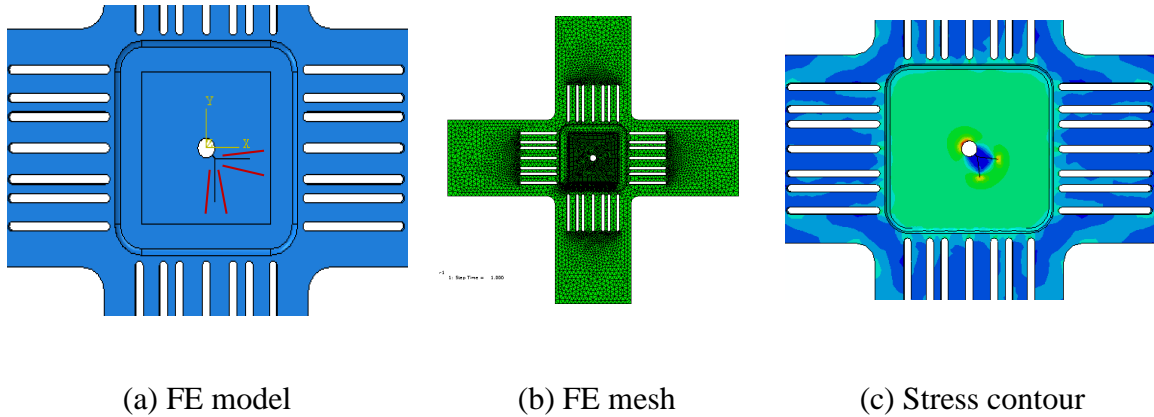 Y
X
Z
1: Step Time = 1.000
(a) FE model
(b) FE mesh
(c) Stress contour